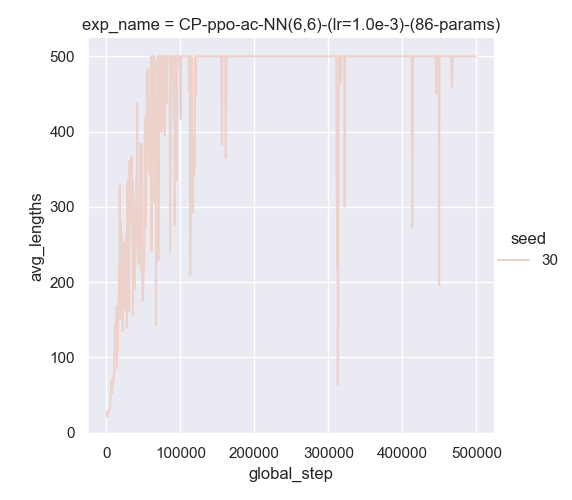 exp_name = CP-ppo-ac-NN(6,6)-(lr=1.0e-3)-(86-params)
500
400
300
200
100
0
avg_lengths
0 100000 200000 300000 400000 500000
global_step
seed
30